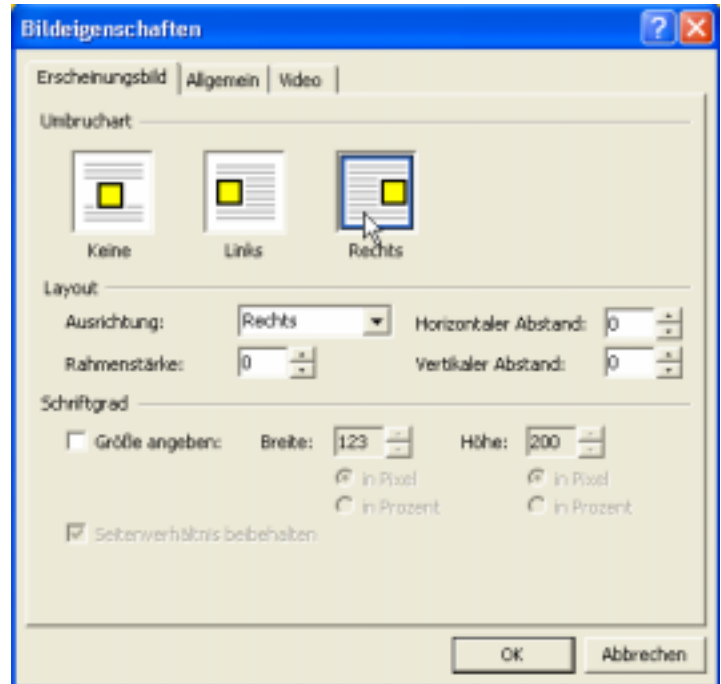 Bildeigenschaften
Erscheinungsbild Allgemein Video
Umbruchart
Keine Links Rechts
Layout
Ausrichtung: Rechts Horizontaler Abstand: 0
Rahmenstärke: 0 Vertikaler Abstand: 0
Schriftgrad
Größe angeben: Breite: 123 Höhe: 200
in Pixel in Pixel
in Prozent in Prozent
Seitenverhältnis beibehalten
OK Abbrechen